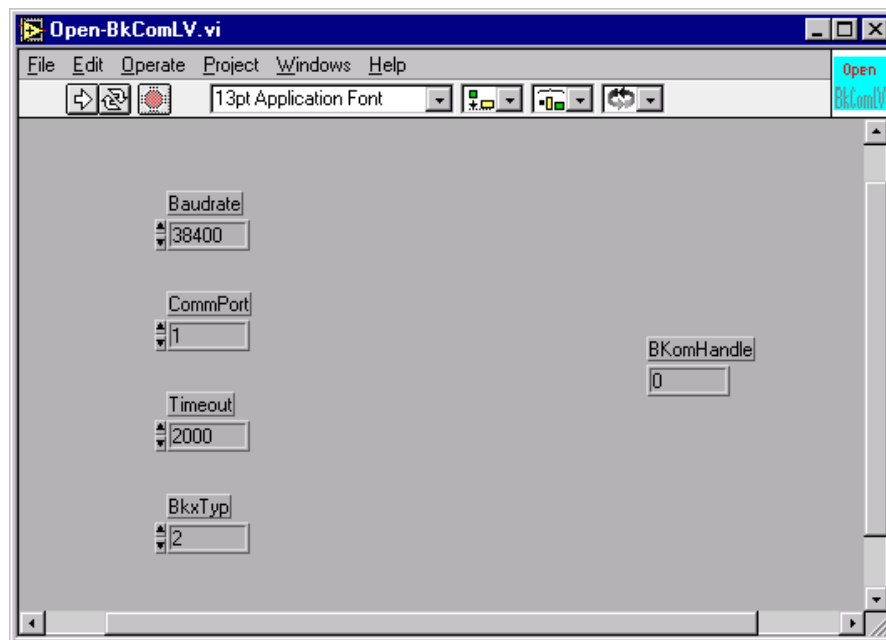 Open-BkComLV.vi
File Edit Operate Project Windows Help
Open
BkComLV
13pt Application Font
Baudrate
38400
CommPort
1
BKomHandle
0
Timeout
2000
BkxTyp
2